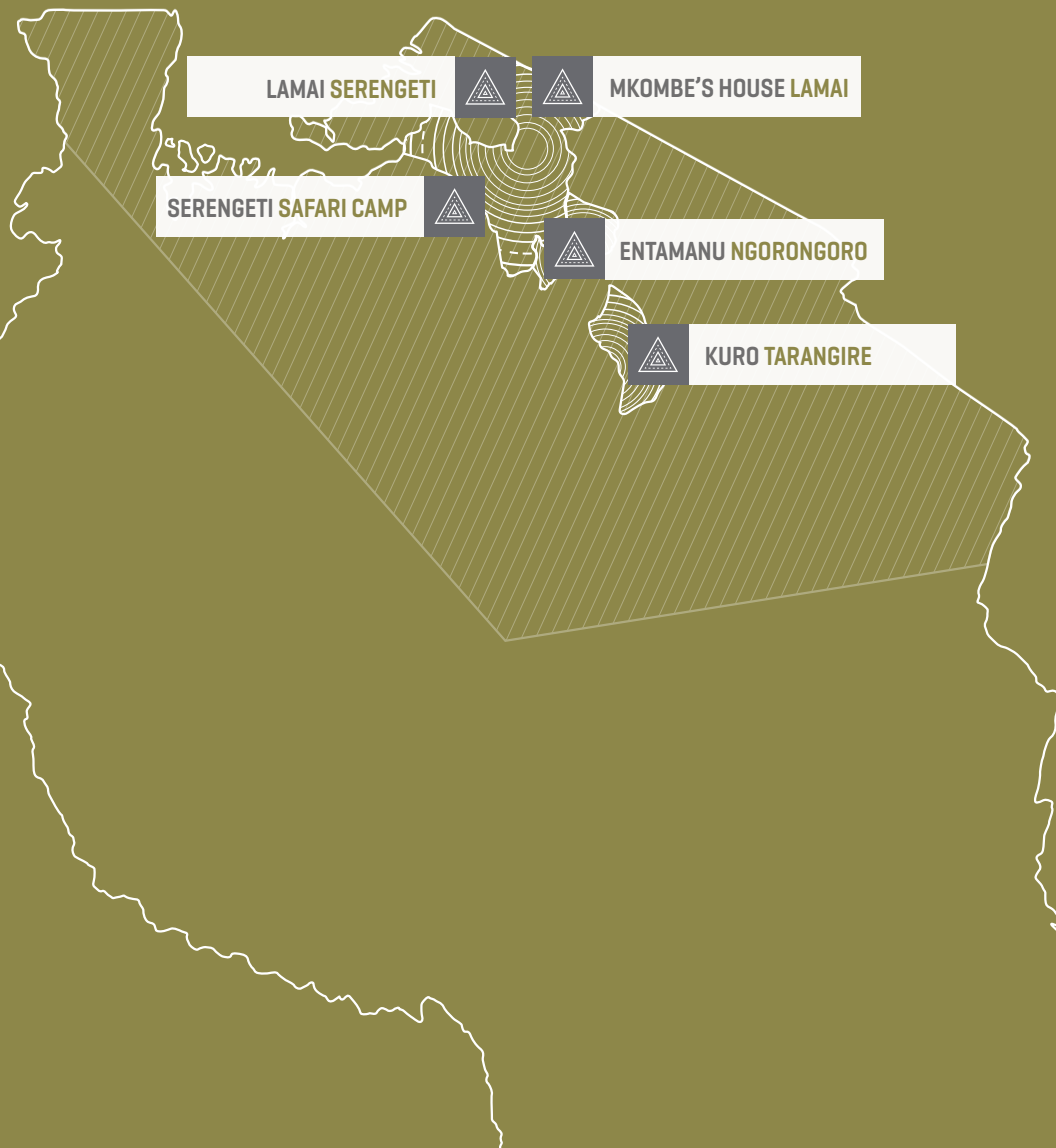 LAMAI SERENGETI
MKOMBE'S HOUSE LAMAI
SERENGETI SAFARI CAMP
ENTAMANU NGORONGORO
KURO TARANGIRE